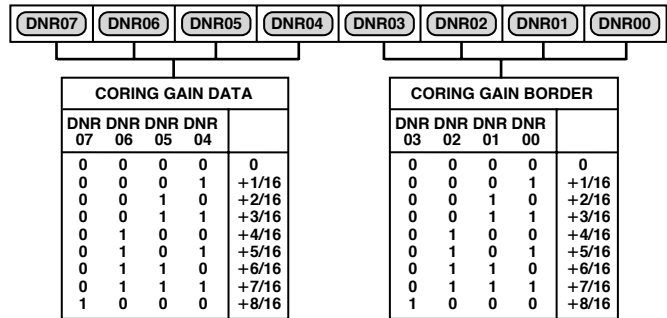 DNR07 DNR06 DNR05 DNR04 DNR03 DNR02 DNR01 DNR00
CORING GAIN DATA
DNR DNR DNR DNR
07 06 05 04
0 0 0 0 0
0 0 0 1 +1/16
0 0 1 0 +2/16
0 0 1 1 +3/16
0 1 0 0 +4/16
0 1 0 1 +5/16
0 1 1 0 +6/16
0 1 1 1 +7/16
1 0 0 0 +8/16
CORING GAIN BORDER
DNR DNR DNR DNR
03 02 01 00
0 0 0 0 0
0 0 0 1 +1/16
0 0 1 0 +2/16
0 0 1 1 +3/16
0 1 0 0 +4/16
0 1 0 1 +5/16
0 1 1 0 +6/16
0 1 1 1 +7/16
1 0 0 0 +8/16